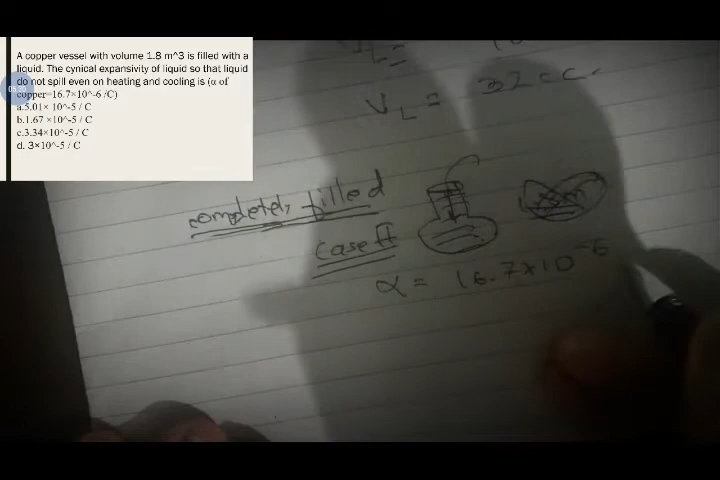 A copper vessel with volume 1.8 m^3 is filled with a
liquid. The cynical expansivity of liquid so that liquid
do not spill even on heating and cooling is (α of
copper=16.7×10^-6 /C)
a.5.01× 10^-5 / C
b.1.67 ×10^-5 / C
c.3.34×10^-5 / C
d. 3×10^-5 / C
V_L = 32 cc.
completely filled
case II
α = 16.7×10^-6